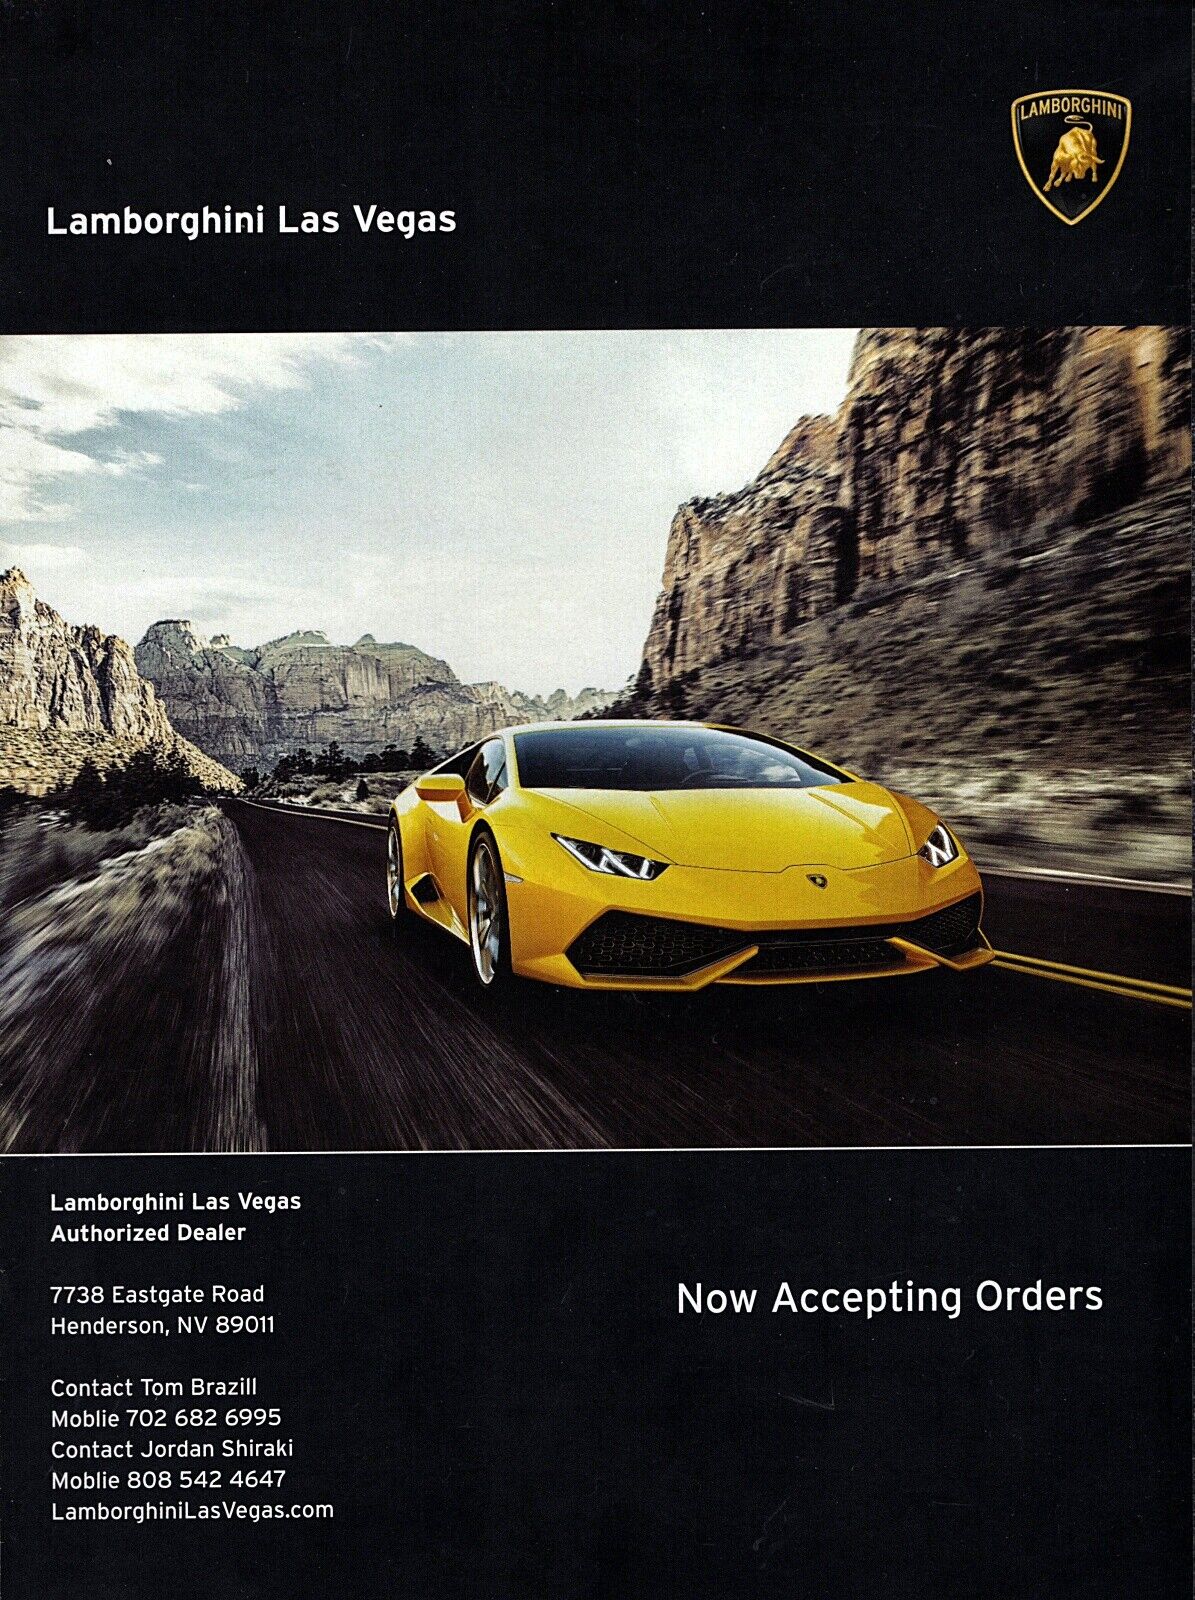 LAMBORGHINI
Lamborghini Las Vegas
Lamborghini Las Vegas
Authorized Dealer
7738 Eastgate Road
Henderson, NV 89011
Contact Tom Brazill
Moblie 702 682 6995
Contact Jordan Shiraki
Moblie 808 542 4647
LamborghiniLasVegas.com
Now Accepting Orders